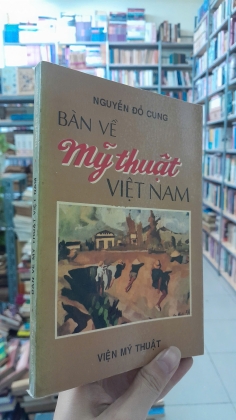 NGUYỄN ĐỖ CUNG
BÀN VỀ
Mỹ thuật
VIỆT NAM
VIỆN MỸ THUẬT